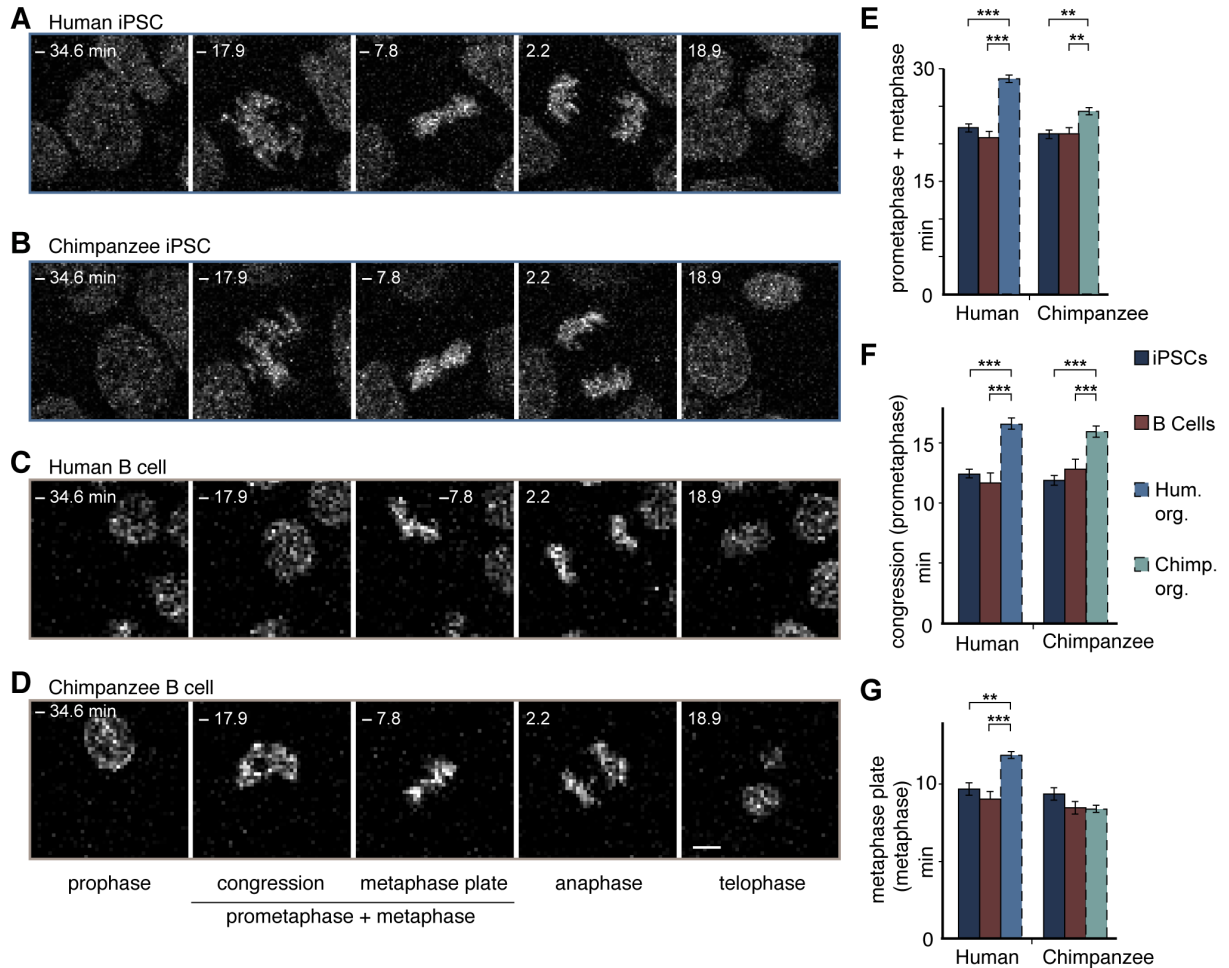 A Human iPSC
– 34.6 min – 17.9 – 7.8 2.2 18.9
B Chimpanzee iPSC
– 34.6 min – 17.9 – 7.8 2.2 18.9
C Human B cell
– 34.6 min – 17.9 –7.8 2.2 18.9
D Chimpanzee B cell
– 34.6 min – 17.9 – 7.8 2.2 18.9
prophase congression metaphase plate anaphase telophase
prometaphase + metaphase
E
*** **
*** **
prometaphase + metaphase
min
30
15
0
Human Chimpanzee
F
*** ***
*** ***
congression (prometaphase)
min
15
10
0
Human Chimpanzee
iPSCs
B Cells
Hum.
org.
Chimp.
org.
G
**
***
metaphase plate
(metaphase)
min
10
0
Human Chimpanzee